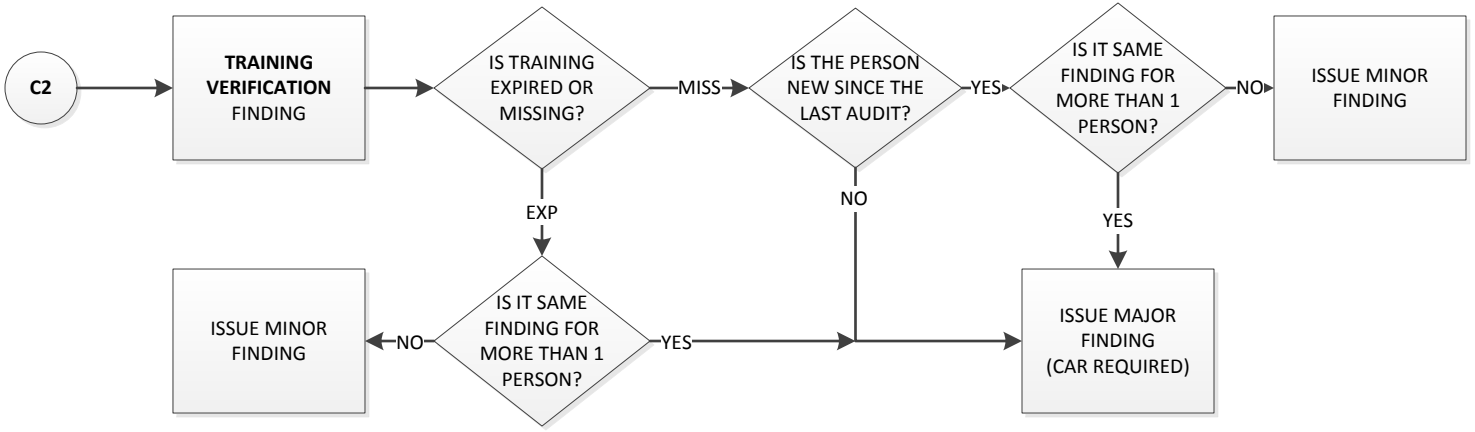 C2
TRAINING
VERIFICATION
FINDING
IS TRAINING
EXPIRED OR
MISSING?
MISS
IS THE PERSON
NEW SINCE THE
LAST AUDIT?
YES
IS IT SAME
FINDING FOR
MORE THAN 1
PERSON?
NO
ISSUE MINOR
FINDING
EXP
NO
YES
ISSUE MINOR
FINDING
NO
IS IT SAME
FINDING FOR
MORE THAN 1
PERSON?
YES
ISSUE MAJOR
FINDING
(CAR REQUIRED)